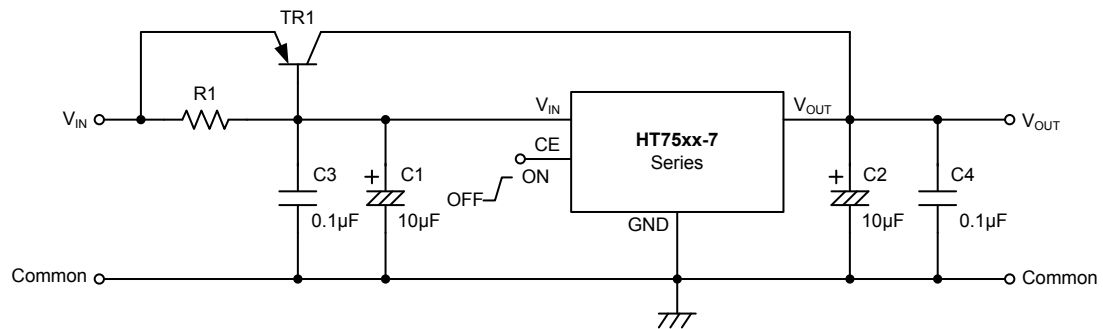 TR1
R1
VIN
VIN
VOUT
VOUT
HT75xx-7
Series
CE
ON
OFF
C3
0.1µF
+
C1
10µF
GND
+
C2
10µF
C4
0.1µF
Common
Common